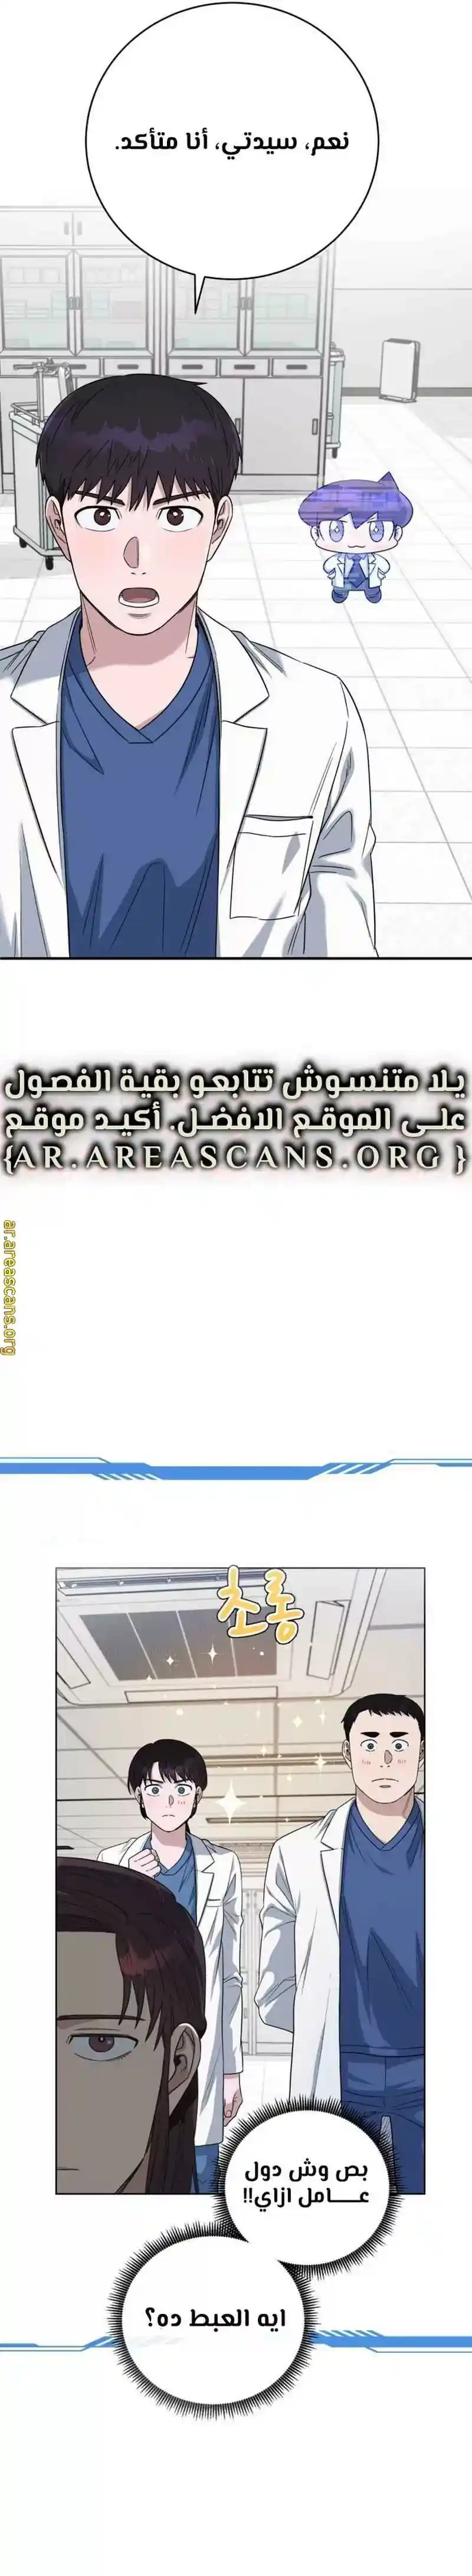 نعم، سيدتي، أنا متأكد.
يلا متنسوش تتابعو بقية الفصول
على الموقع الافضل. أكيد موقع
{AR.AREASCANS.ORG }
ar.areascans.org
초롱
بص وش دول
عامل ازاي!!
ايه العبط ده؟